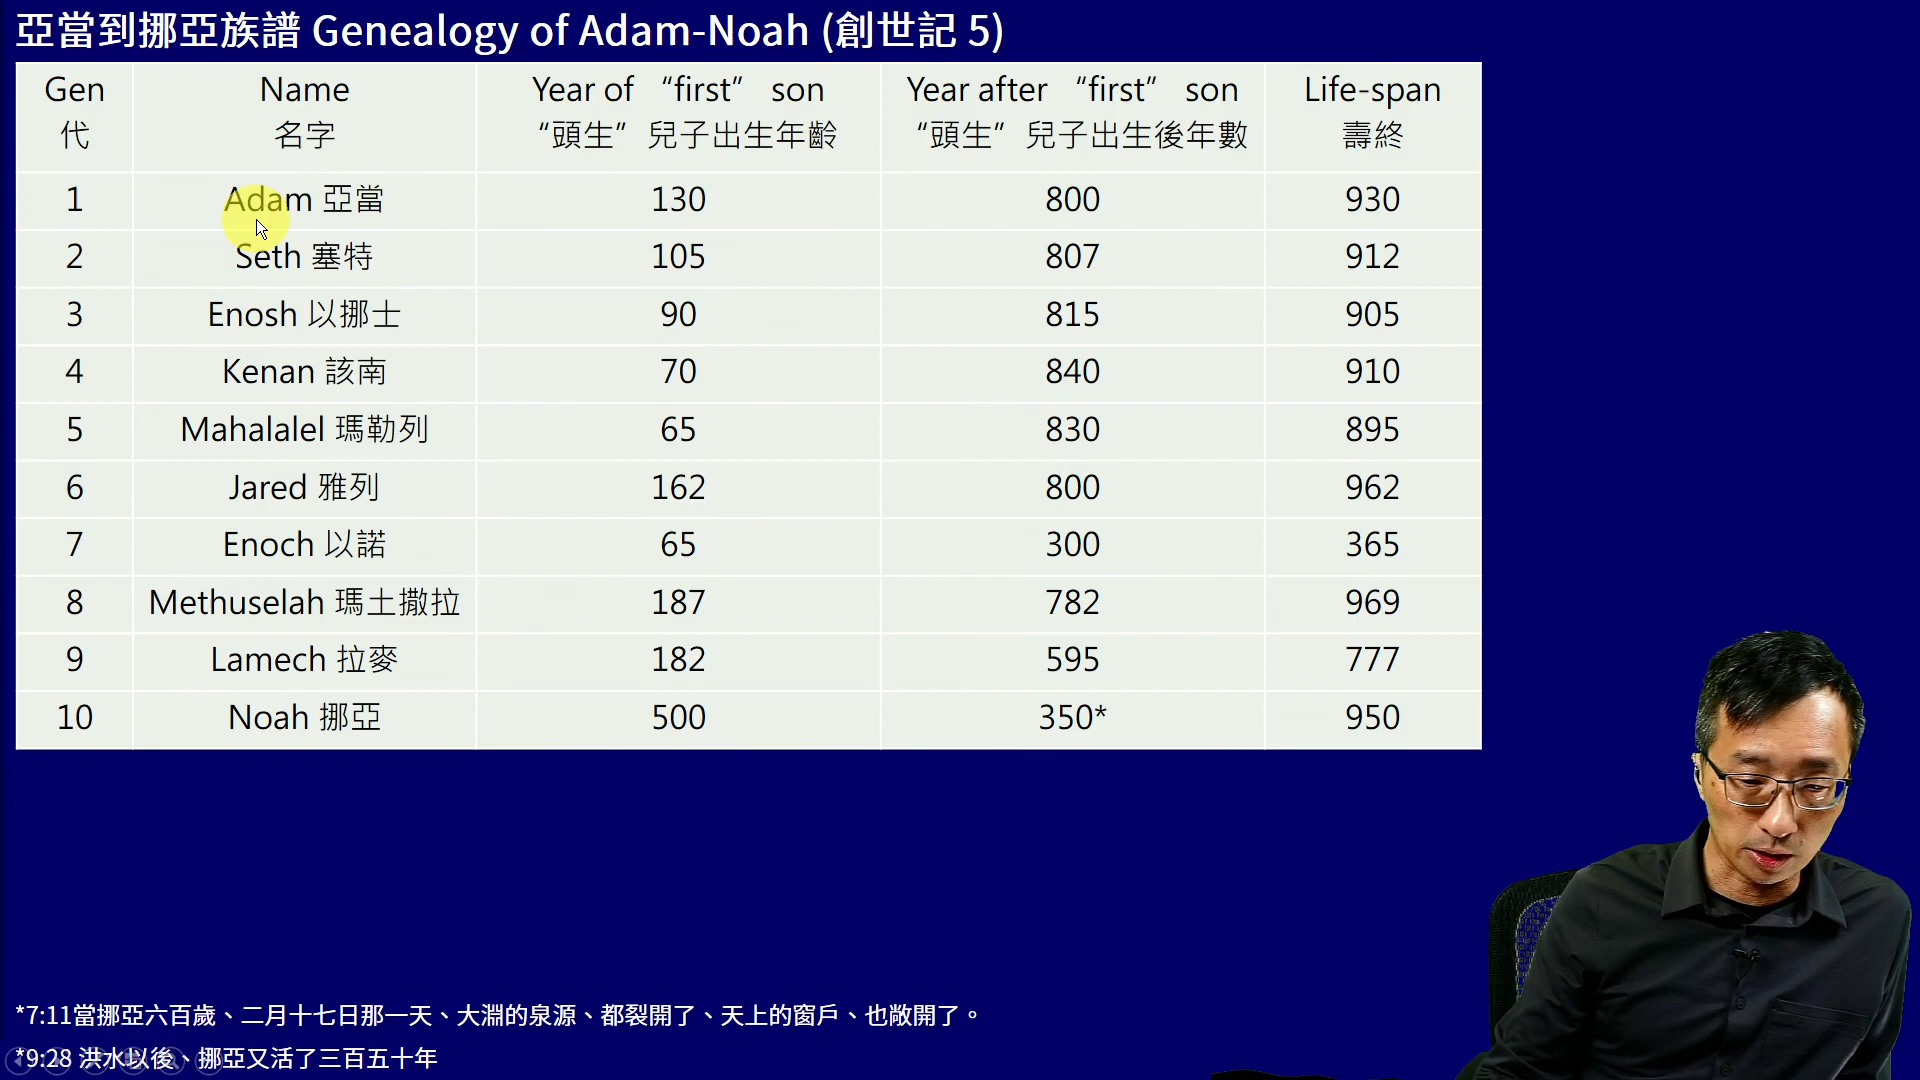 亞當到挪亞族譜 Genealogy of Adam-Noah (創世記 5)
Gen Name Year of “first” son Year after “first” son Life-span
代 名字 “頭生”兒子出生年齡 “頭生”兒子出生後年數 壽終
1 Adam 亞當 130 800 930
2 Seth 塞特 105 807 912
3 Enosh 以挪士 90 815 905
4 Kenan 該南 70 840 910
5 Mahalalel 瑪勒列 65 830 895
6 Jared 雅列 162 800 962
7 Enoch 以諾 65 300 365
8 Methuselah 瑪土撒拉 187 782 969
9 Lamech 拉麥 182 595 777
10 Noah 挪亞 500 350* 950
*7:11當挪亞六百歲、二月十七日那一天、大淵的泉源、都裂開了、天上的窗戶、也敞開了。
*9:28 洪水以後、挪亞又活了三百五十年